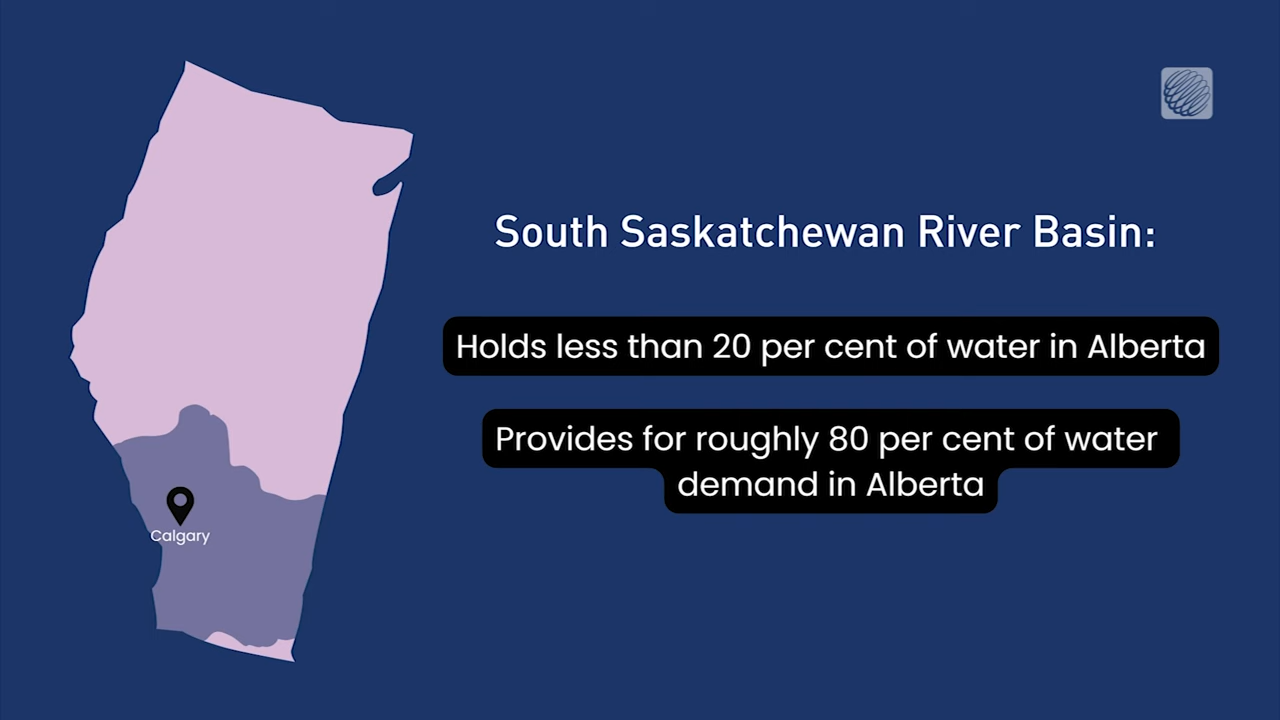 South Saskatchewan River Basin:
Holds less than 20 per cent of water in Alberta
Provides for roughly 80 per cent of water
demand in Alberta
Calgary